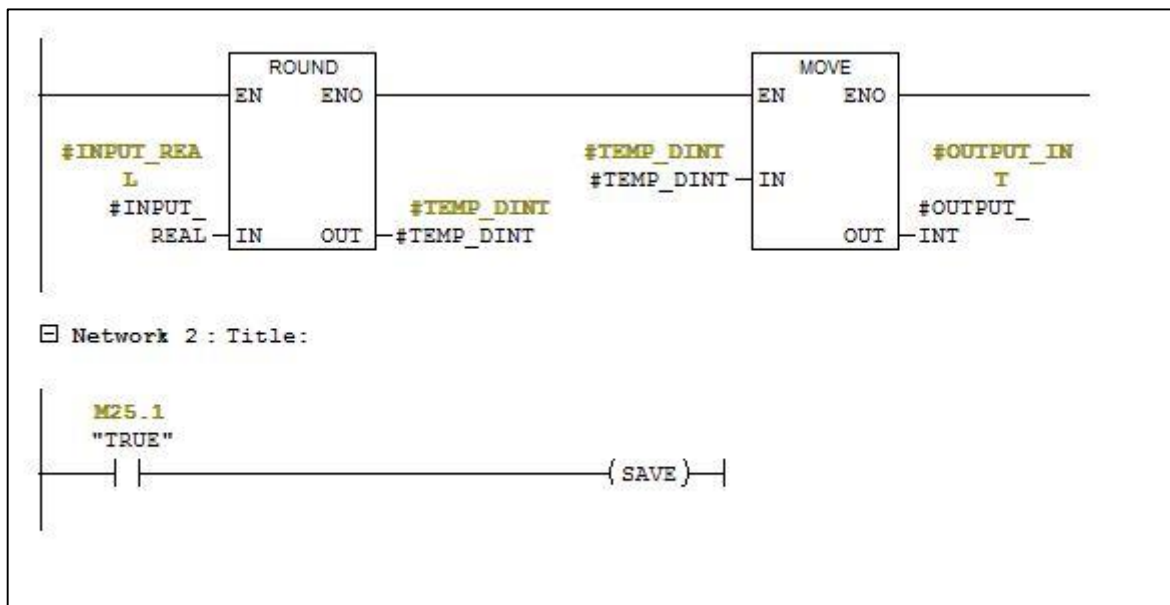 ROUND
MOVE
EN ENO
EN ENO
#INPUT_REA
L
#INPUT_
REAL
IN OUT
#TEMP_DINT
#TEMP_DINT
#TEMP_DINT
#TEMP_DINT
IN
OUT
#OUTPUT_IN
T
#OUTPUT_
INT
Network 2 : Title:
M25.1
"TRUE"
SAVE